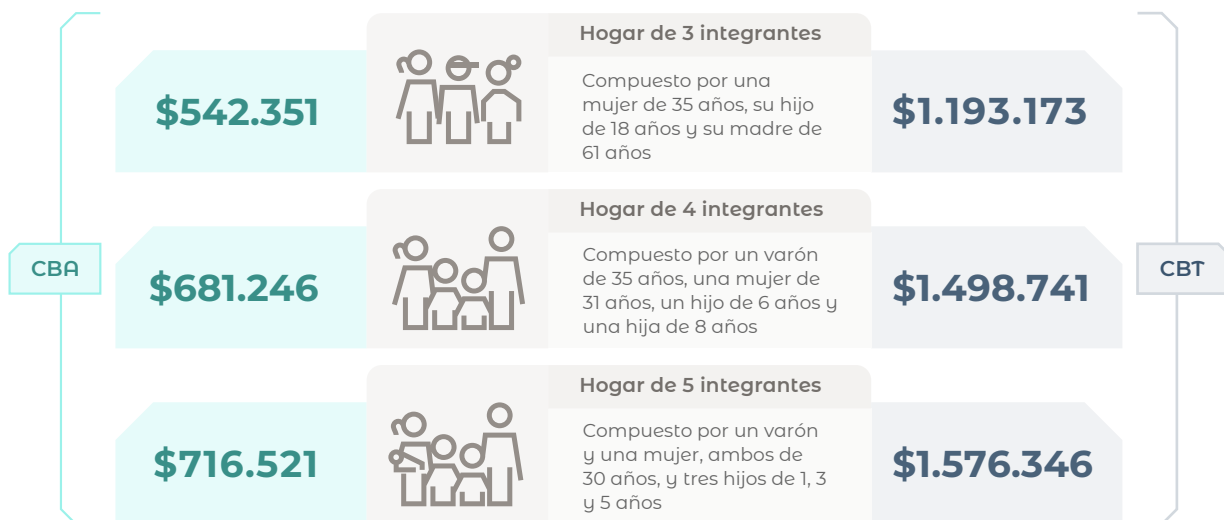 Hogar de 3 integrantes
$542.351
Compuesto por una
mujer de 35 años, su hijo
de 18 años y su madre de
61 años
$1.193.173
CBA
Hogar de 4 integrantes
$681.246
Compuesto por un varón
de 35 años, una mujer de
31 años, un hijo de 6 años y
una hija de 8 años
$1.498.741
CBT
Hogar de 5 integrantes
$716.521
Compuesto por un varón
y una mujer, ambos de
30 años, y tres hijos de 1, 3
y 5 años
$1.576.346